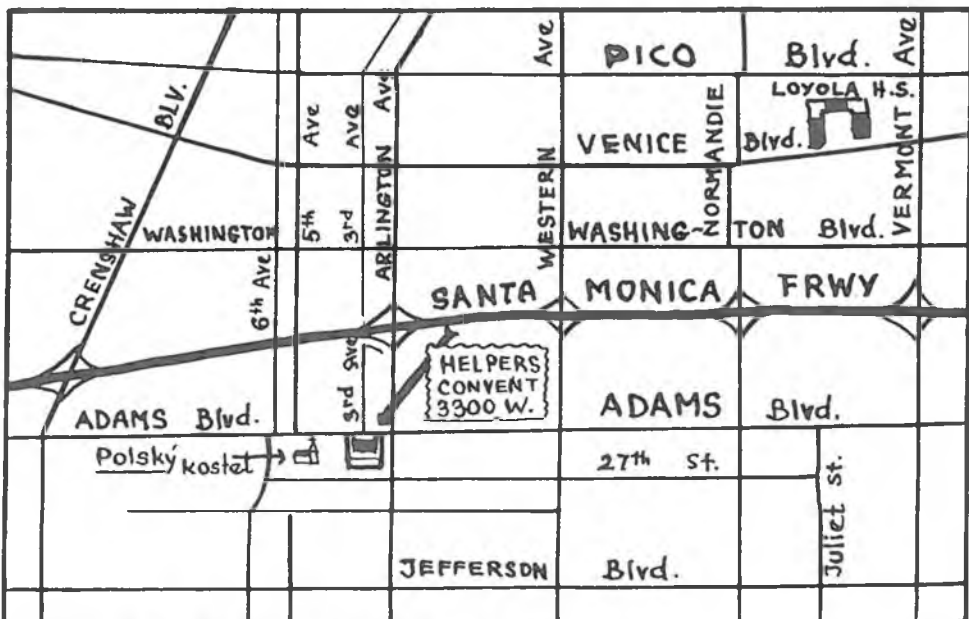 PICO Blvd.
LOYOLA H.S.
VENICE Blvd.
WASHINGTON
WASHING-TON Blvd.
SANTA MONICA FRWY
HELPERS
CONVENT
3300 W.
ADAMS Blvd.
ADAMS Blvd.
Polský kostel
27th St.
JEFFERSON Blvd.
CRENSHAW BLV.
6th Ave
5th Ave
3rd Ave
3rd Ave
ARLINGTON Ave
WESTERN Ave
NORMANDIE
VERMONT Ave
Juliet St.